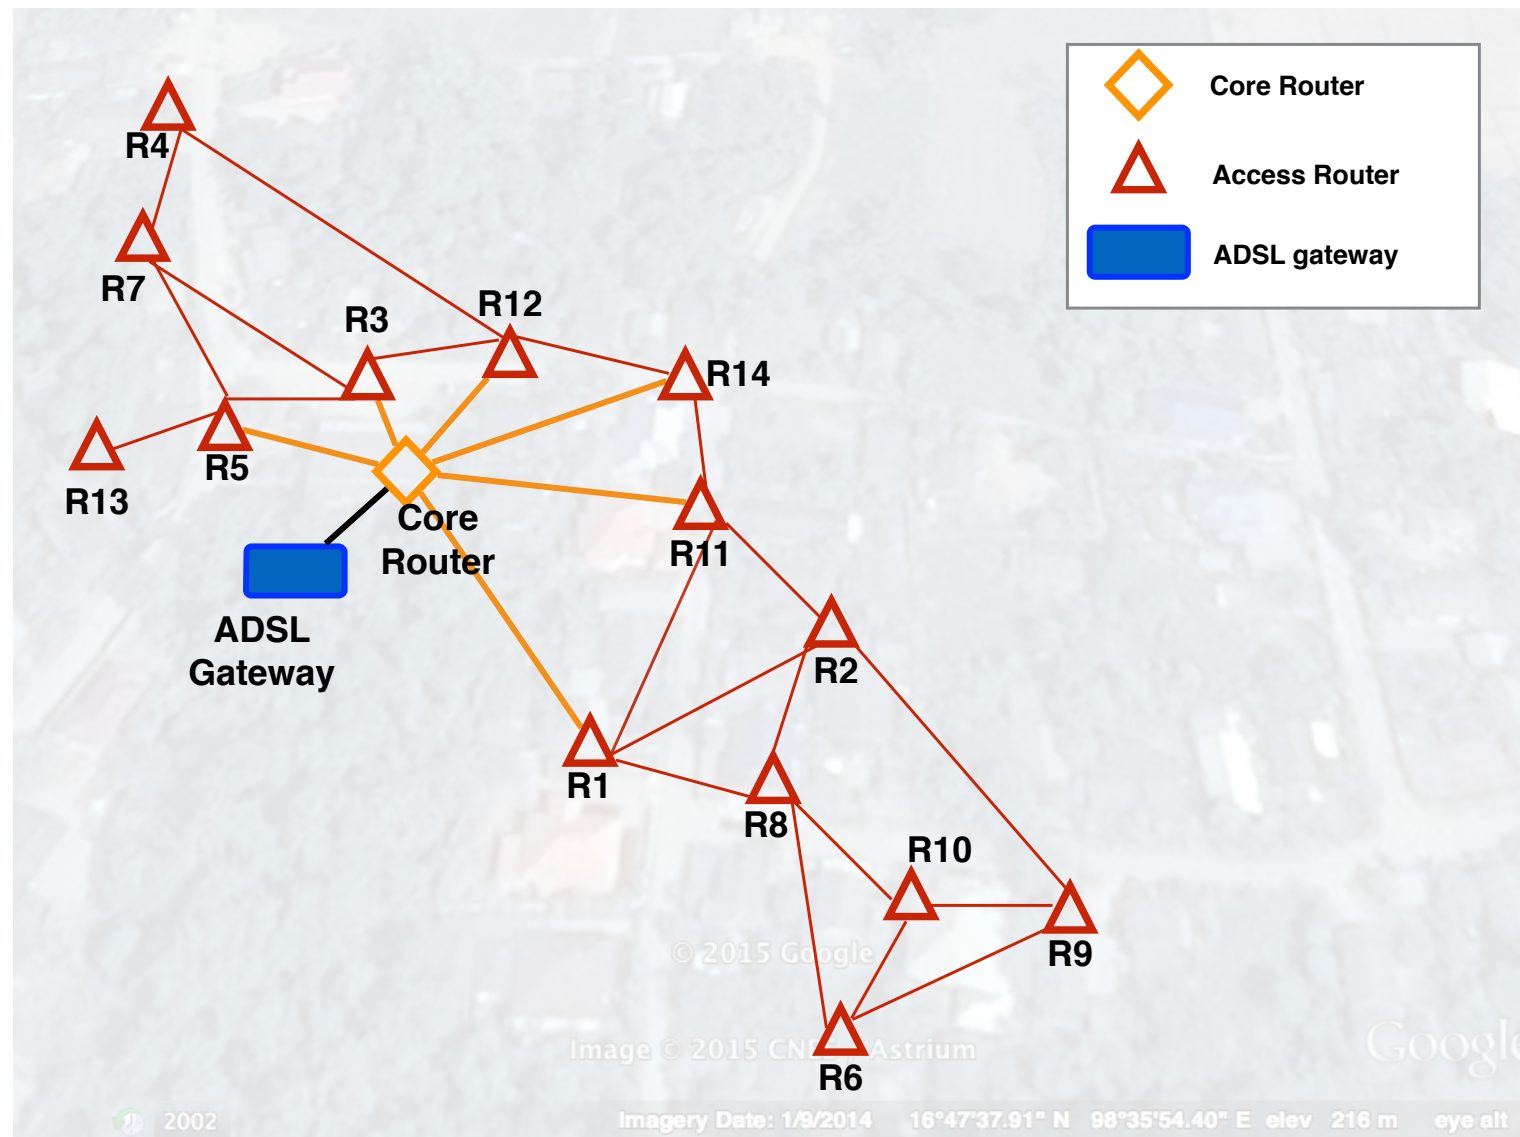 Core Router
Access Router
ADSL gateway
R4
R7
R3
R12
R14
R13
R5
Core
Router
R11
ADSL
Gateway
R2
R1
R8
R10
R9
R6
© 2015 Google
Image © 2015 CNES / Astrium
2002
Imagery Date: 1/9/2014 16°47'37.91" N 98°35'54.40" E elev 216 m eye alt